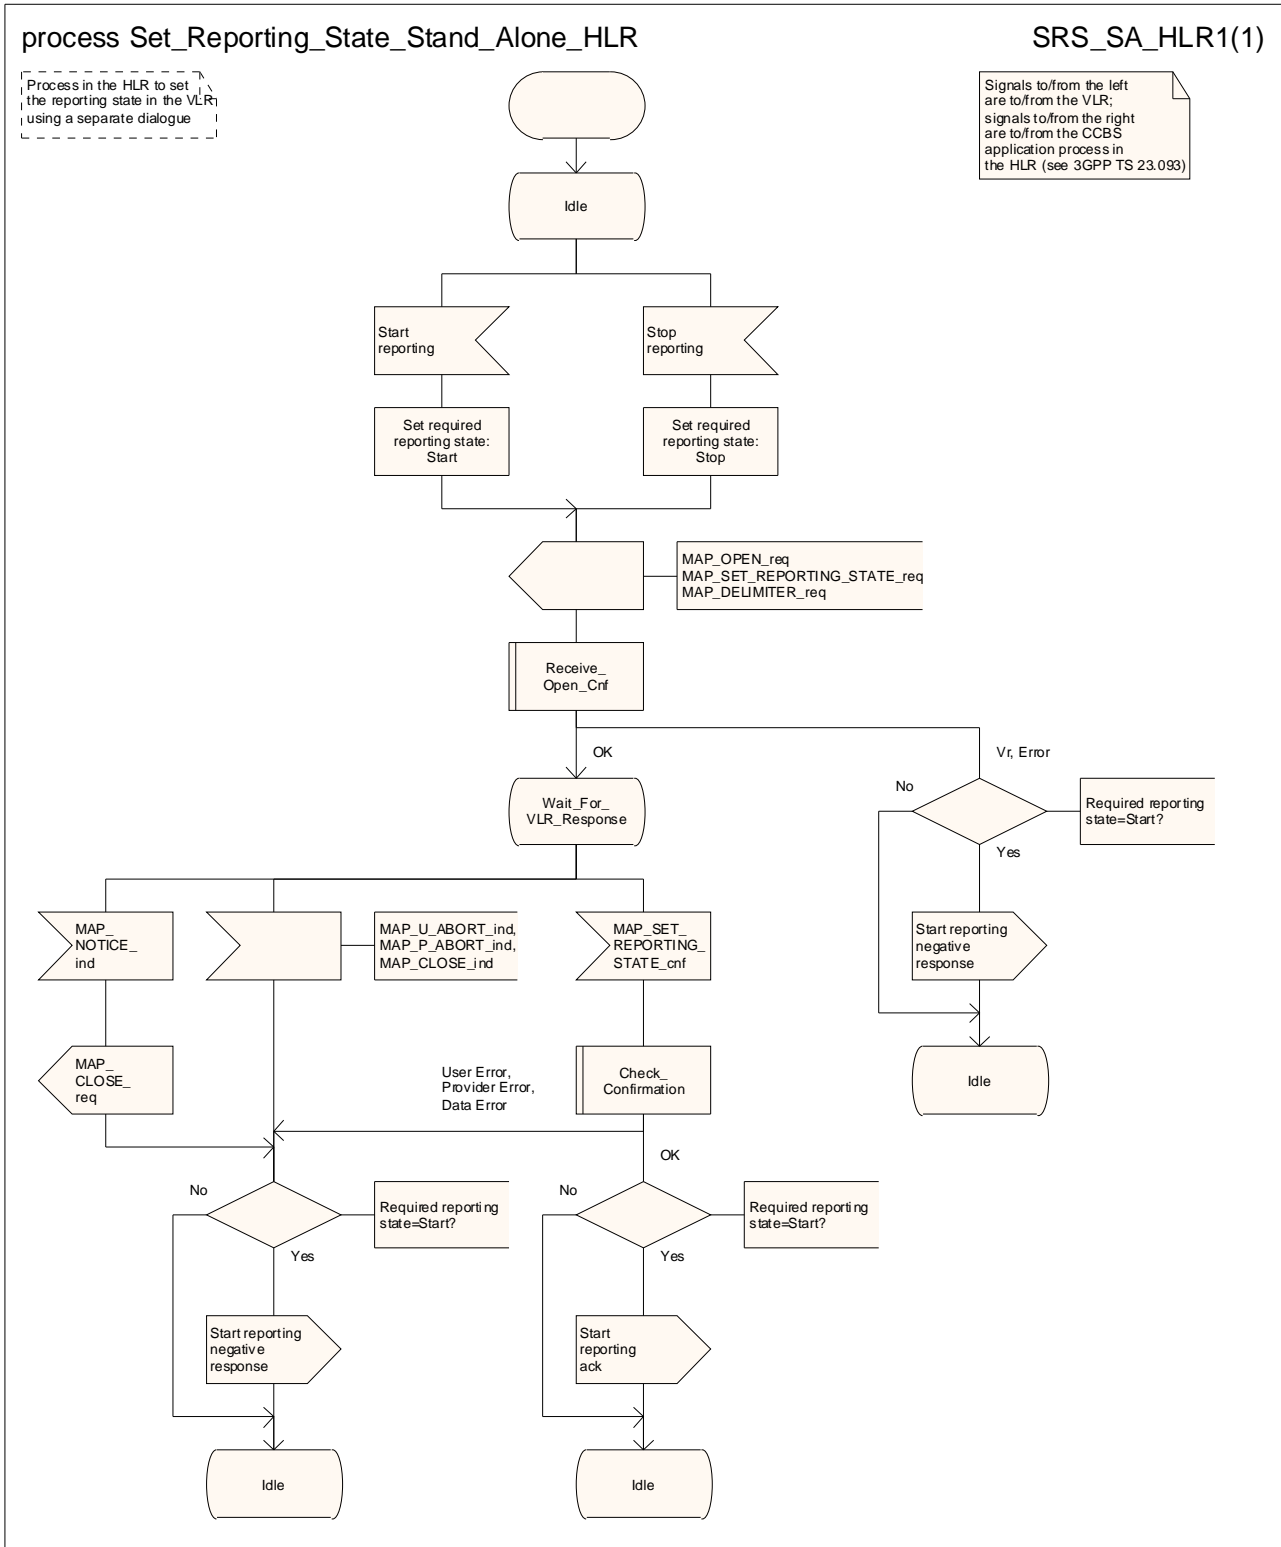 process Set_Reporting_State_Stand_Alone_HLR
SRS_SA_HLR1(1)
Process in the HLR to set
the reporting state in the VLR
using a separate dialogue
Signals to/from the left
are to/from the VLR;
signals to/from the right
are to/from the CCBS
application process in
the HLR (see 3GPP TS 23.093)
Idle
Start
reporting
Stop
reporting
Set required
reporting state:
Start
Set required
reporting state:
Stop
MAP_OPEN_req
MAP_SET_REPORTING_STATE_req
MAP_DELIMITER_req
Receive_
Open_Cnf
OK
Vr, Error
Wait_For_
VLR_Response
No
Required reporting
state=Start?
Yes
MAP_
NOTICE_
ind
MAP_U_ABORT_ind,
MAP_P_ABORT_ind,
MAP_CLOSE_ind
MAP_SET_
REPORTING_
STATE_cnf
Start reporting
negative
response
MAP_
CLOSE_
req
User Error,
Provider Error,
Data Error
Check_
Confirmation
Idle
OK
No
Required reporting
state=Start?
Yes
No
Required reporting
state=Start?
Yes
Start reporting
negative
response
Start
reporting
ack
Idle
Idle